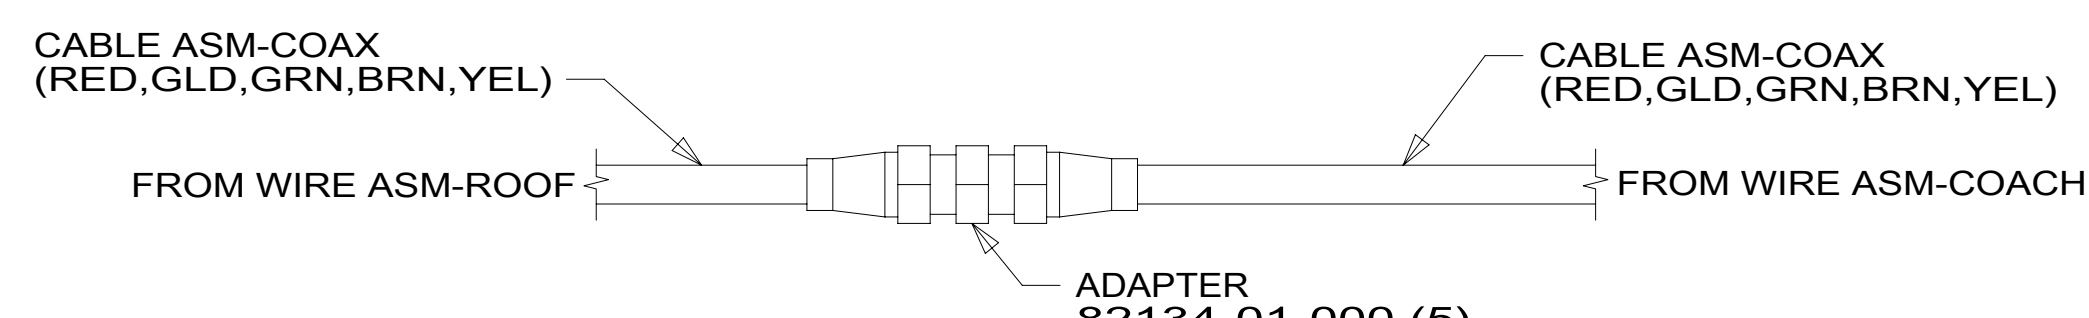 CABLE ASM-COAX
(RED,GLD,GRN,BRN,YEL)
CABLE ASM-COAX
(RED,GLD,GRN,BRN,YEL)
FROM WIRE ASM-ROOF
FROM WIRE ASM-COACH
ADAPTER